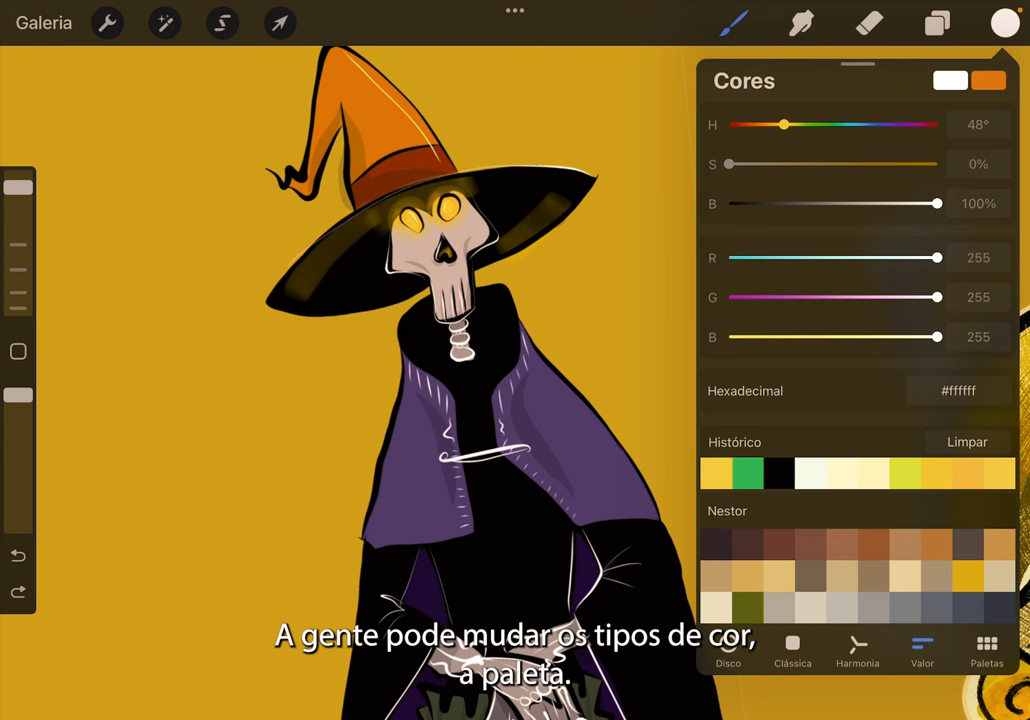 Galeria
Cores
H 48°
S 0%
B 100%
R 255
G 255
B 255
Hexadecimal #ffffff
Histórico Limpar
Nestor
A gente pode mudar os tipos de cor,
a paleta.
Disco Clássica Harmonia Valor Paletas